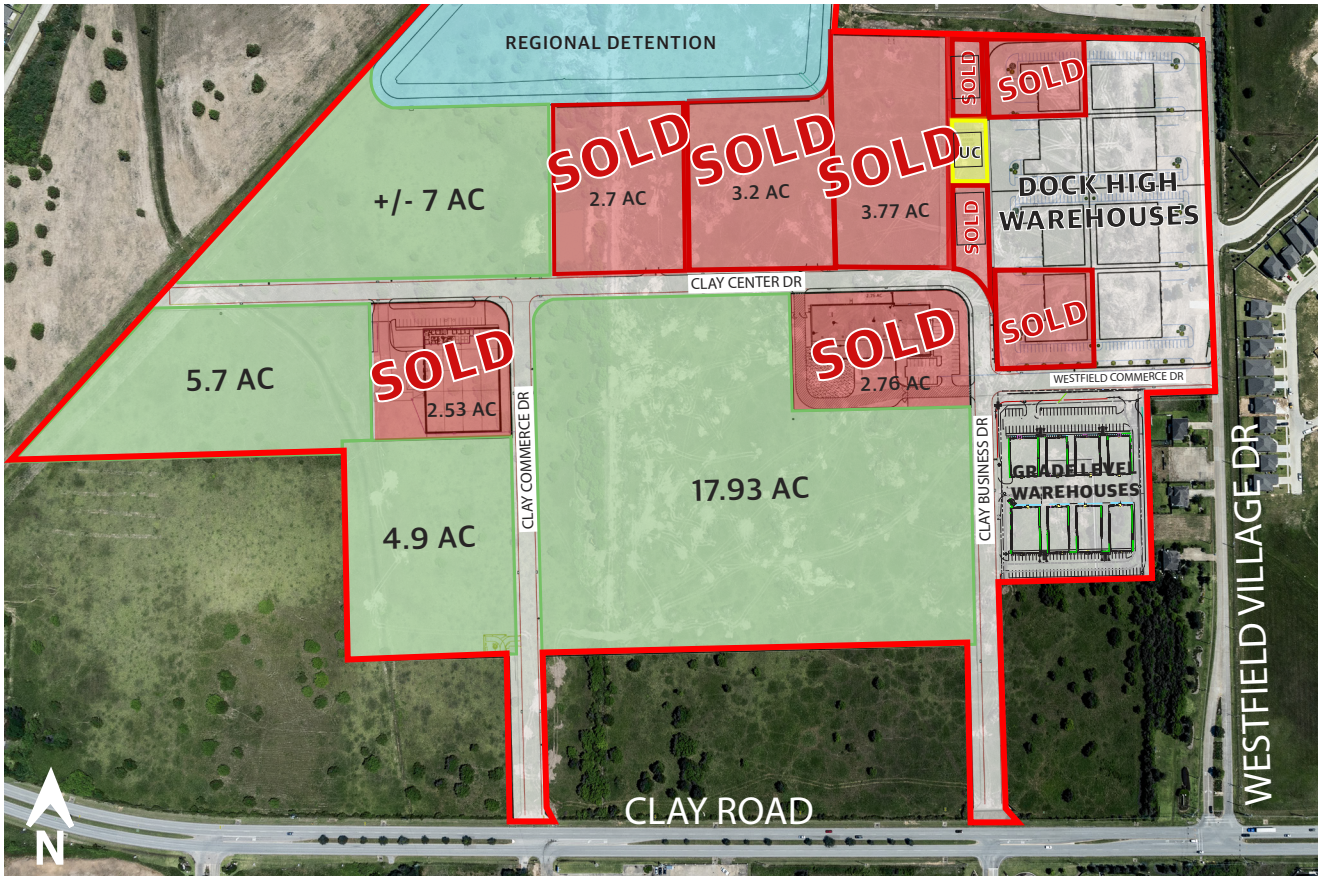 REGIONAL DETENTION
SOLD
SOLD
SOLD
SOLD
SOLD
SOLD
UC
+/- 7 AC
2.7 AC
3.2 AC
3.77 AC
DOCK HIGH
WAREHOUSES
SOLD
CLAY CENTER DR
SOLD
SOLD
SOLD
5.7 AC
2.53 AC
2.76 AC
WESTFIELD COMMERCE DR
CLAY COMMERCE DR
CLAY BUSINESS DR
GRADE LEVEL
WAREHOUSES
17.93 AC
4.9 AC
WESTFIELD VILLAGE DR
CLAY ROAD
N